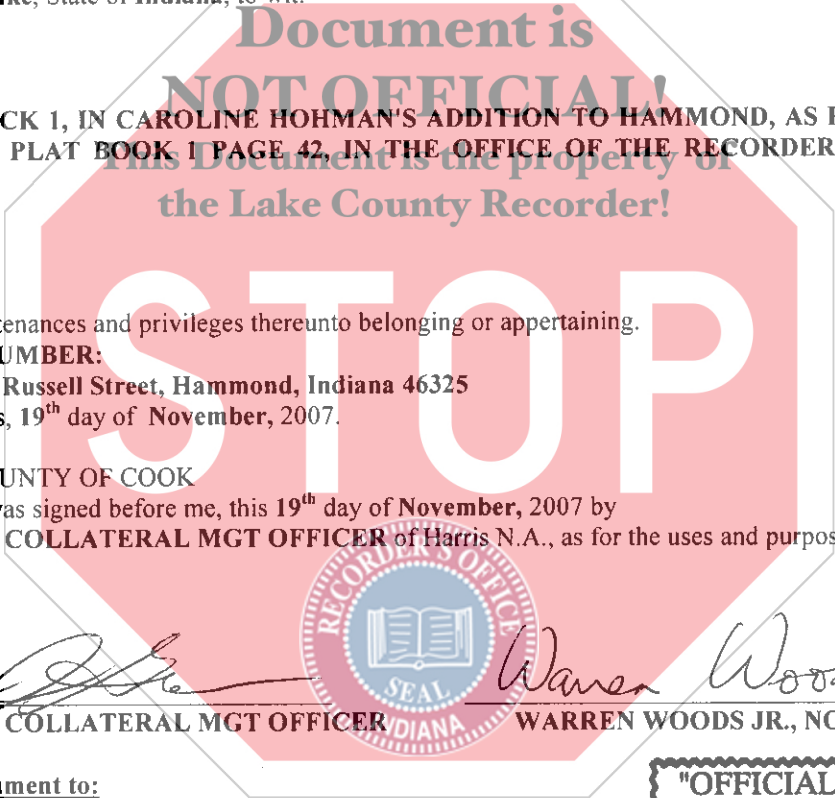 State of Indiana, to wit:
Document is
NOT OFFICIAL!
CK 1, IN CAROLINE HOHMAN'S ADDITION TO HAMMOND, AS
PLAT BOOK 1 PAGE 42, IN THE OFFICE OF THE RECORDER
This Document is the property of
the Lake County Recorder!
STOP
tenances and privileges thereunto belonging or appertaining.
UMBER:
Russell Street, Hammond, Indiana 46325
s, 19th day of November, 2007.
UNTY OF COOK
as signed before me, this 19th day of November, 2007 by
COLLATERAL MGT OFFICER of Harris N.A., as for the uses and purpos
RECORDER'S OFFICE
SEAL
INDIANA
Warren Woods
COLLATERAL MGT OFFICER WARREN WOODS JR., NO
ment to:
"OFFICIAL